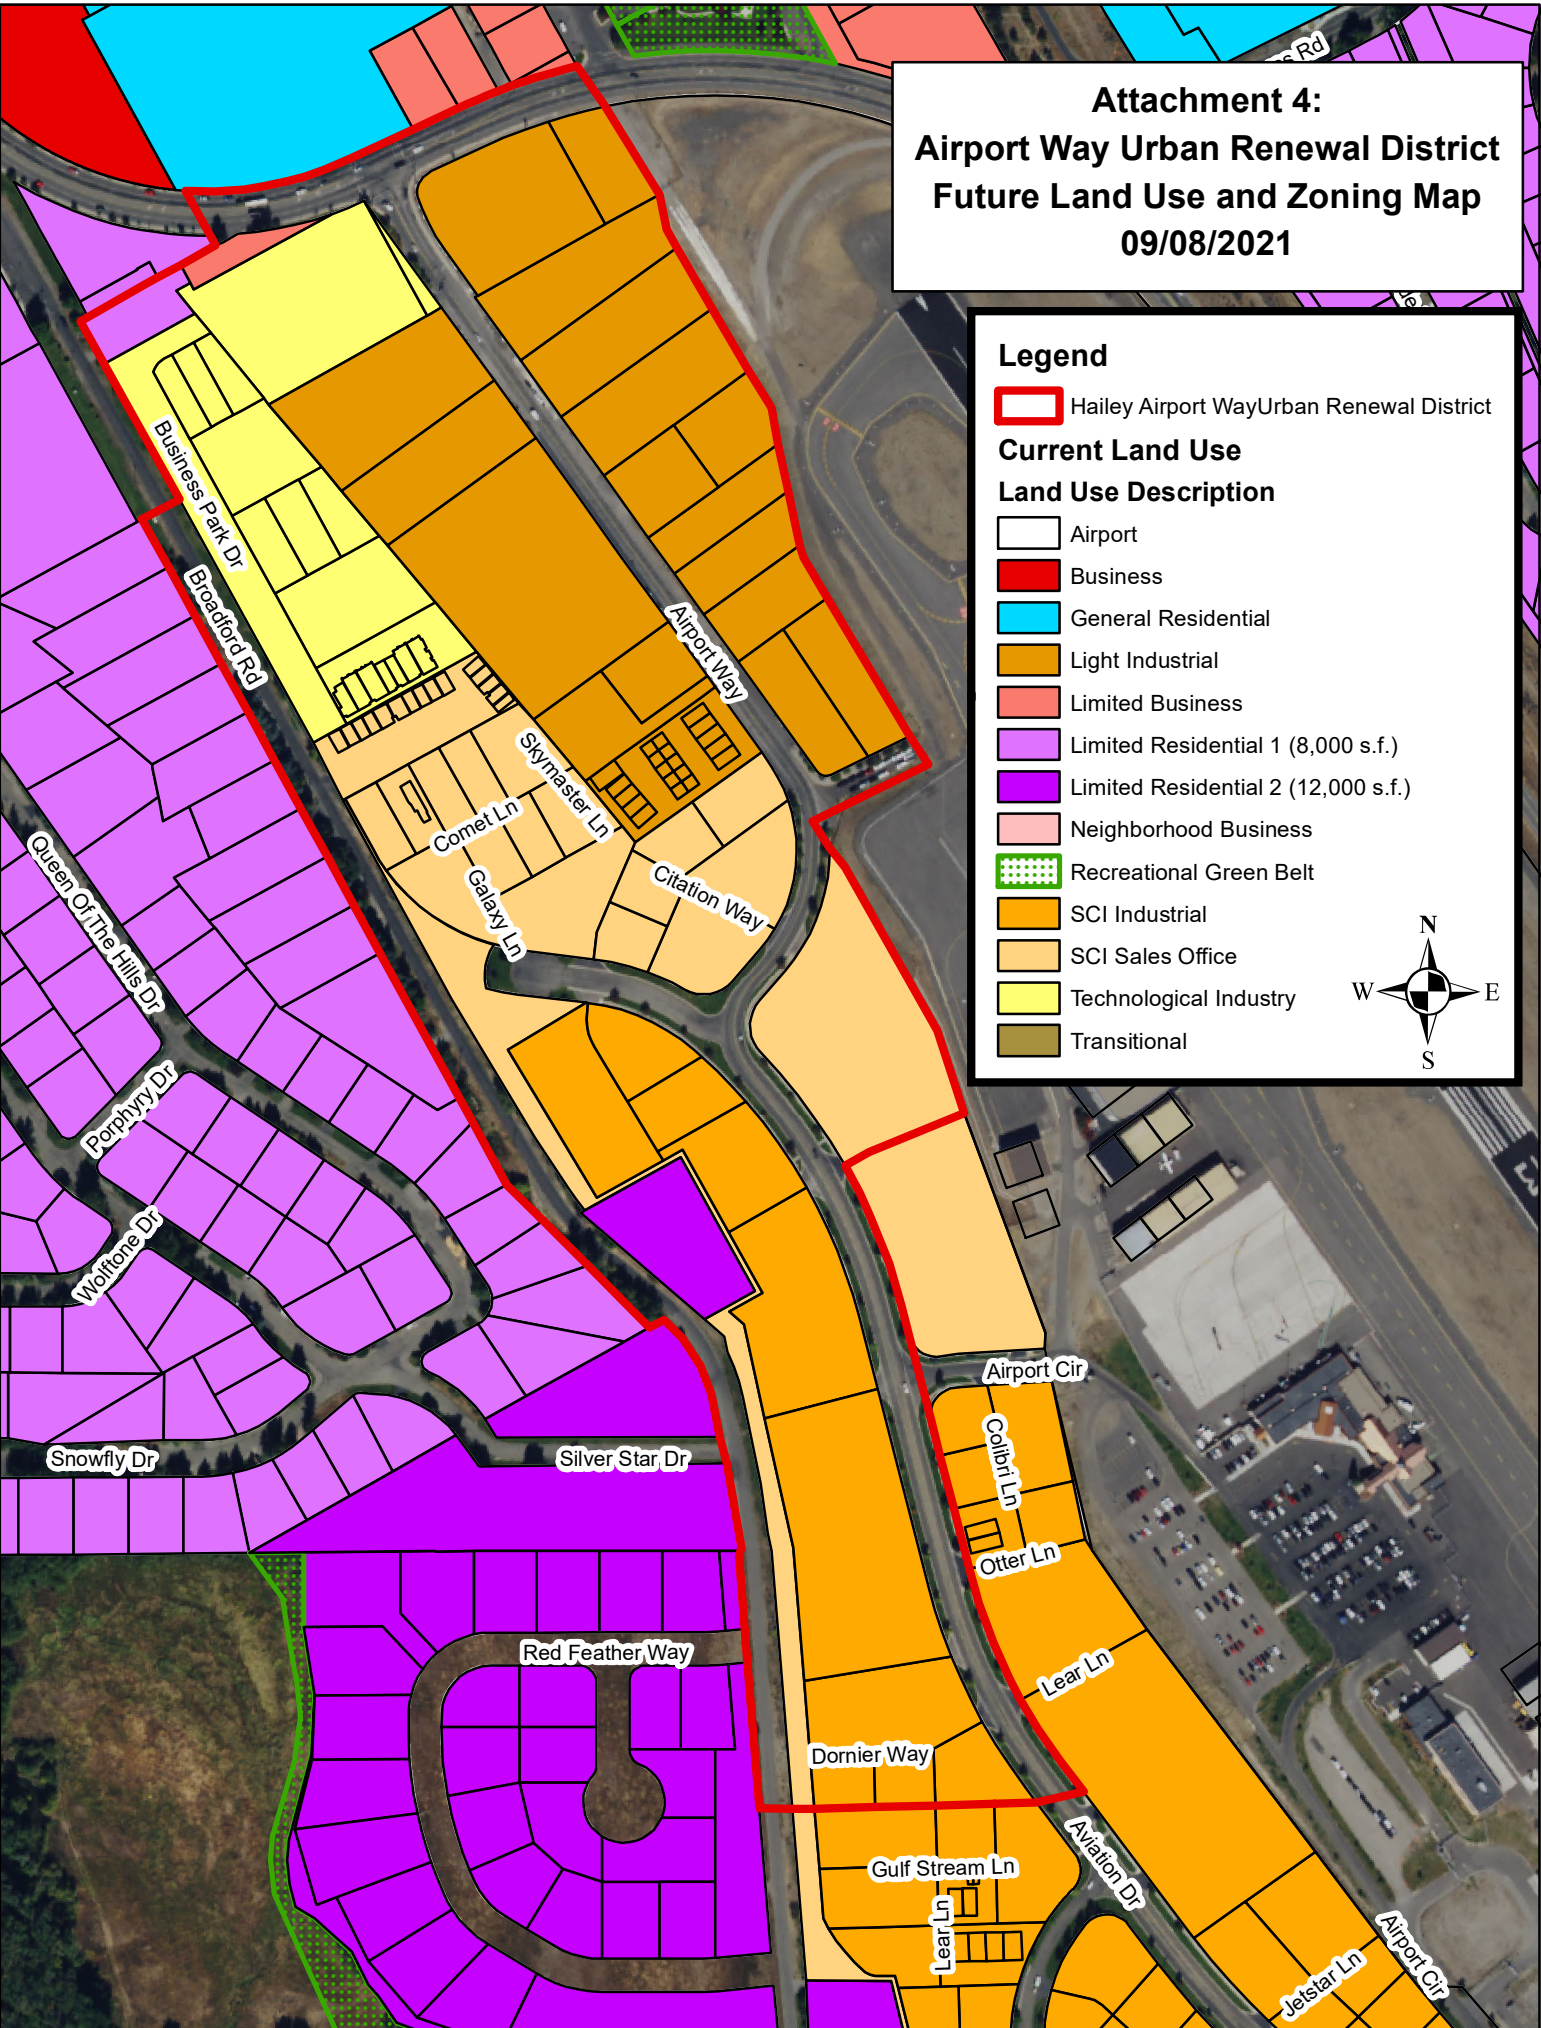 s Rd
Attachment 4:
Airport Way Urban Renewal District
Future Land Use and Zoning Map
09/08/2021
Legend
Hailey Airport WayUrban Renewal District
Current Land Use
Land Use Description
Airport
Business
General Residential
Light Industrial
Limited Business
Limited Residential 1 (8,000 s.f.)
Limited Residential 2 (12,000 s.f.)
Neighborhood Business
Recreational Green Belt
SCI Industrial
SCI Sales Office
Technological Industry
Transitional
N
W
E
S
Business Park Dr
Broadford Rd
Airport Way
Skymaster Ln
Comet Ln
Galaxy Ln
Citation Way
Queen Of The Hills Dr
Porphyry Dr
Wolftone Dr
Snowfly Dr
Silver Star Dr
Airport Cir
Colibri Ln
Otter Ln
Lear Ln
Red Feather Way
Dornier Way
Aviation Dr
Gulf Stream Ln
Lear Ln
Jetstar Ln
Airport Cir